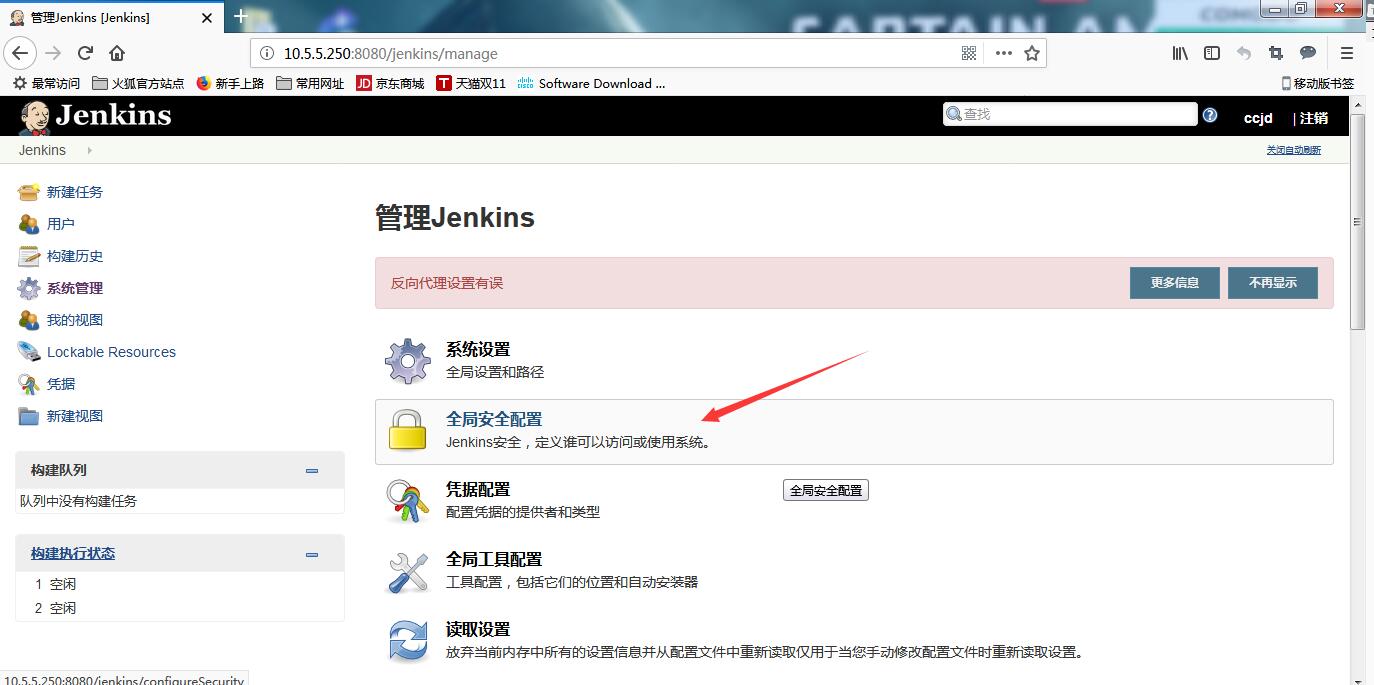 管理Jenkins [Jenkins]
10.5.5.250:8080/jenkins/manage
最常访问 火狐官方站点 新手上路 常用网址 JD 京东商城 T 天猫双11 Software Download ... 移动版书签
Jenkins 查找 ccjd | 注销
Jenkins 关闭自动刷新
新建任务
用户
构建历史
系统管理
我的视图
Lockable Resources
凭据
新建视图
构建队列
队列中没有构建任务
构建执行状态
1 空闲
2 空闲
管理Jenkins
反向代理设置有误 更多信息 不再显示
系统设置
全局设置和路径
全局安全配置
Jenkins安全，定义谁可以访问或使用系统。
凭据配置
全局安全配置
配置凭据的提供者和类型
全局工具配置
工具配置，包括它们的位置和自动安装器
读取设置
放弃当前内存中所有的设置信息并从配置文件中重新读取仅用于当您手动修改配置文件时重新读取设置。
10.5.5.250:8080/jenkins/configureSecurity